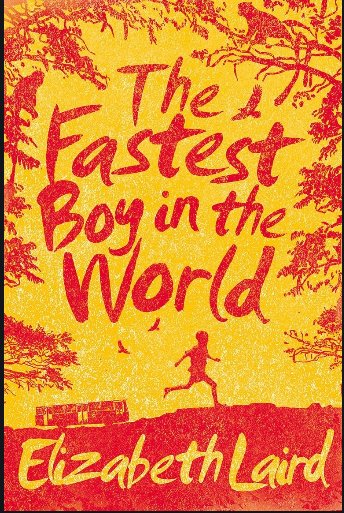 The
Fastest
Boy in the
World
Elizabeth Laird